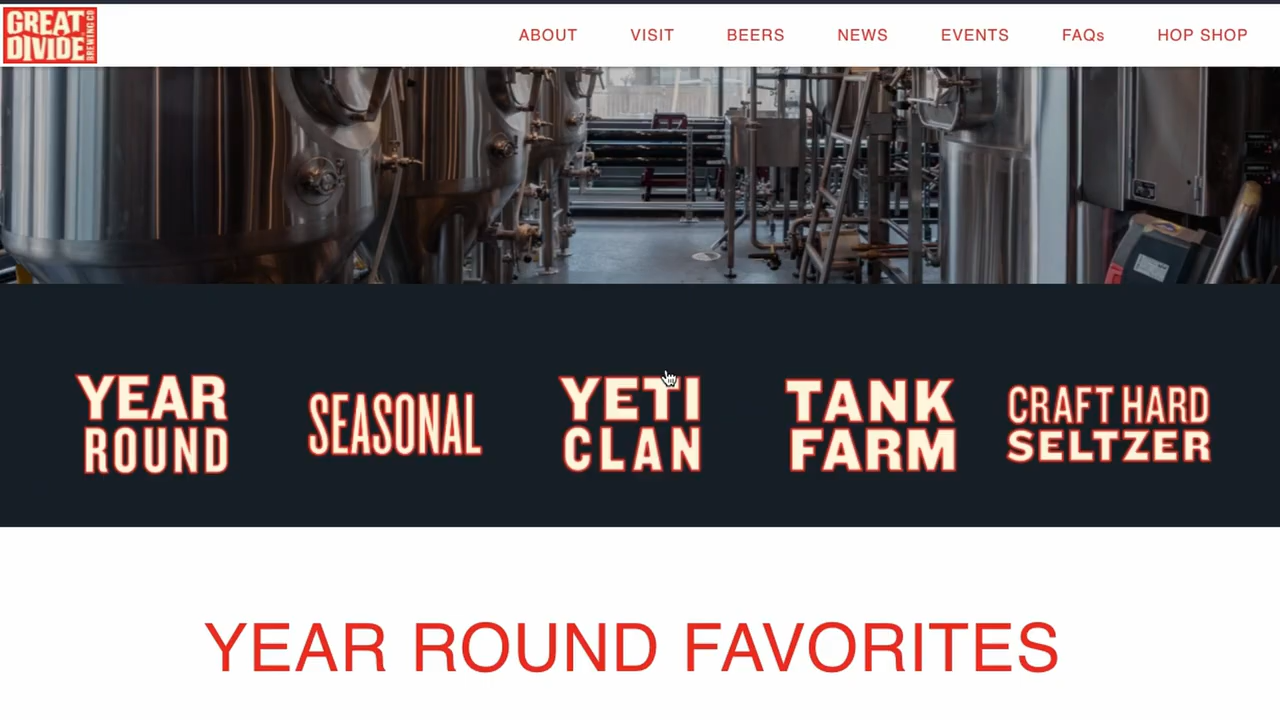 GREAT
DIVIDE
BREWING CO
ABOUT VISIT BEERS NEWS EVENTS FAQs HOP SHOP
YEAR
ROUND
SEASONAL
YETI
CLAN
TANK
FARM
CRAFT HARD
SELTZER
YEAR ROUND FAVORITES